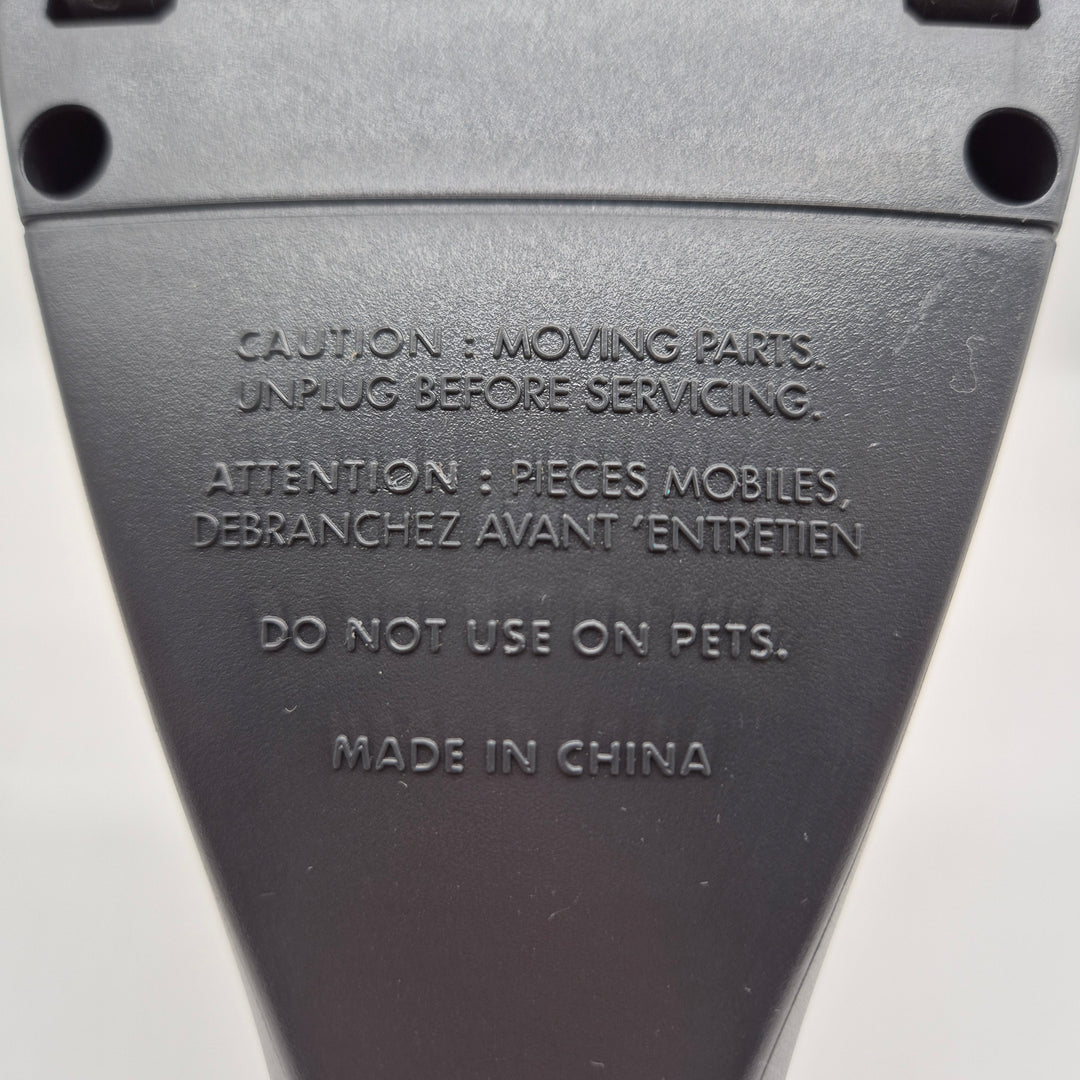 CAUTION : MOVING PARTS.
UNPLUG BEFORE SERVICING.
ATTENTION : PIECES MOBILES,
DEBRANCHEZ AVANT 'ENTRETIEN
DO NOT USE ON PETS.
MADE IN CHINA